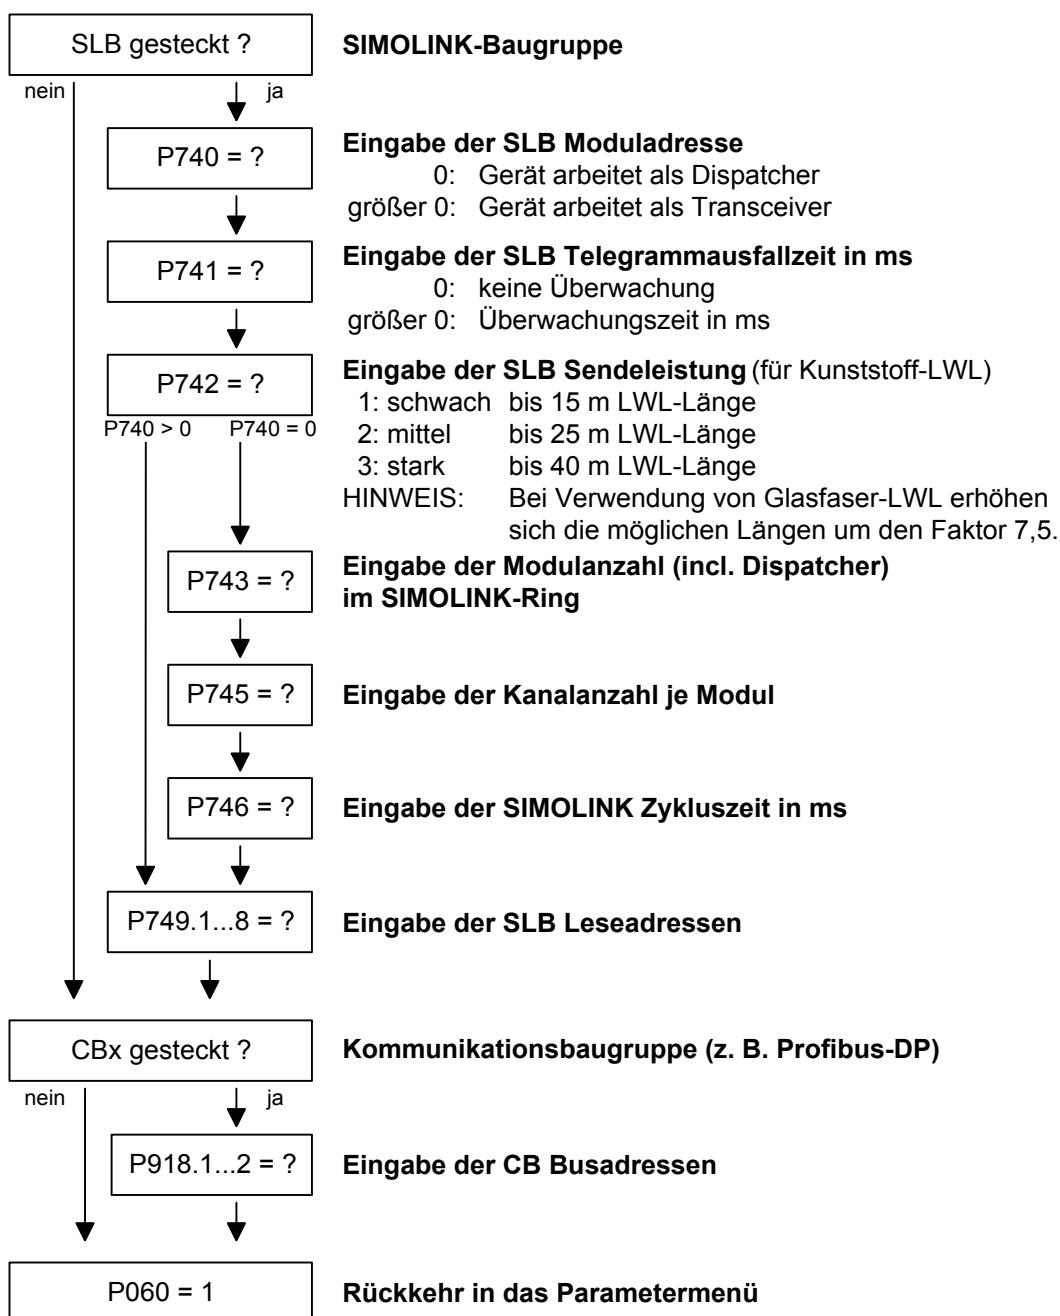 SLB gesteckt ? SIMOLINK-Baugruppe
nein ja
P740 = ? Eingabe der SLB Moduladresse
0: Gerät arbeitet als Dispatcher
größer 0: Gerät arbeitet als Transceiver
P741 = ? Eingabe der SLB Telegrammausfallzeit in ms
0: keine Überwachung
größer 0: Überwachungszeit in ms
P742 = ? Eingabe der SLB Sendeleistung (für Kunststoff-LWL)
1: schwach bis 15 m LWL-Länge
P740 > 0 P740 = 0
2: mittel bis 25 m LWL-Länge
3: stark bis 40 m LWL-Länge
HINWEIS: Bei Verwendung von Glasfaser-LWL erhöhen
sich die möglichen Längen um den Faktor 7,5.
P743 = ? Eingabe der Modulanzahl (incl. Dispatcher)
im SIMOLINK-Ring
P745 = ? Eingabe der Kanalanzahl je Modul
P746 = ? Eingabe der SIMOLINK Zykluszeit in ms
P749.1...8 = ? Eingabe der SLB Leseadressen
CBx gesteckt ? Kommunikationsbaugruppe (z. B. Profibus-DP)
nein ja
P918.1...2 = ? Eingabe der CB Busadressen
P060 = 1 Rückkehr in das Parametermenü